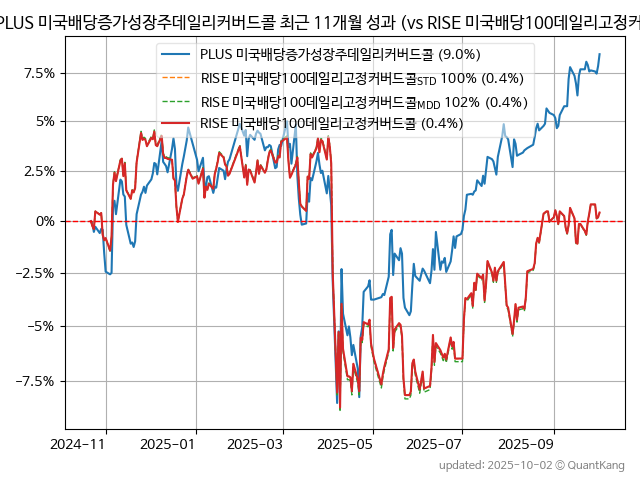 PLUS 미국배당증가성장주데일리커버드콜 최근 11개월 성과 (vs RISE 미국배당100데일리고정커
PLUS 미국배당증가성장주데일리커버드콜 (9.0%)
RISE 미국배당100데일리고정커버드콜STD 100% (0.4%)
RISE 미국배당100데일리고정커버드콜MDD 102% (0.4%)
RISE 미국배당100데일리고정커버드콜 (0.4%)
7.5%
5%
2.5%
0%
−2.5%
−5%
−7.5%
2024−11 2025−01 2025−03 2025−05 2025−07 2025−09
updated: 2025-10-02 © QuantKang